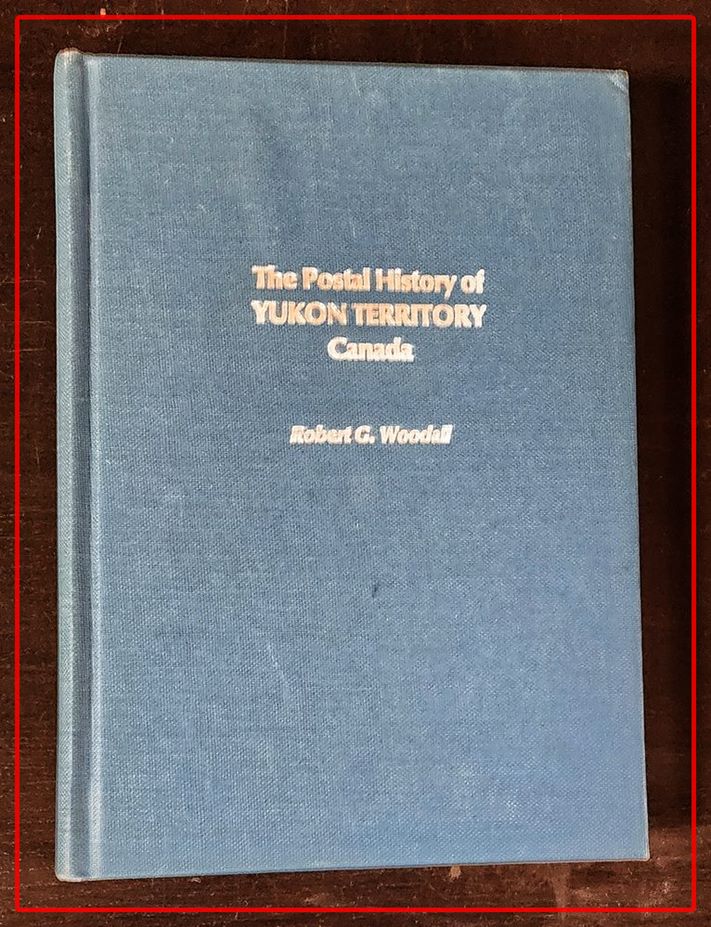 The Postal History of
YUKON TERRITORY
Canada
Robert G. Woodall